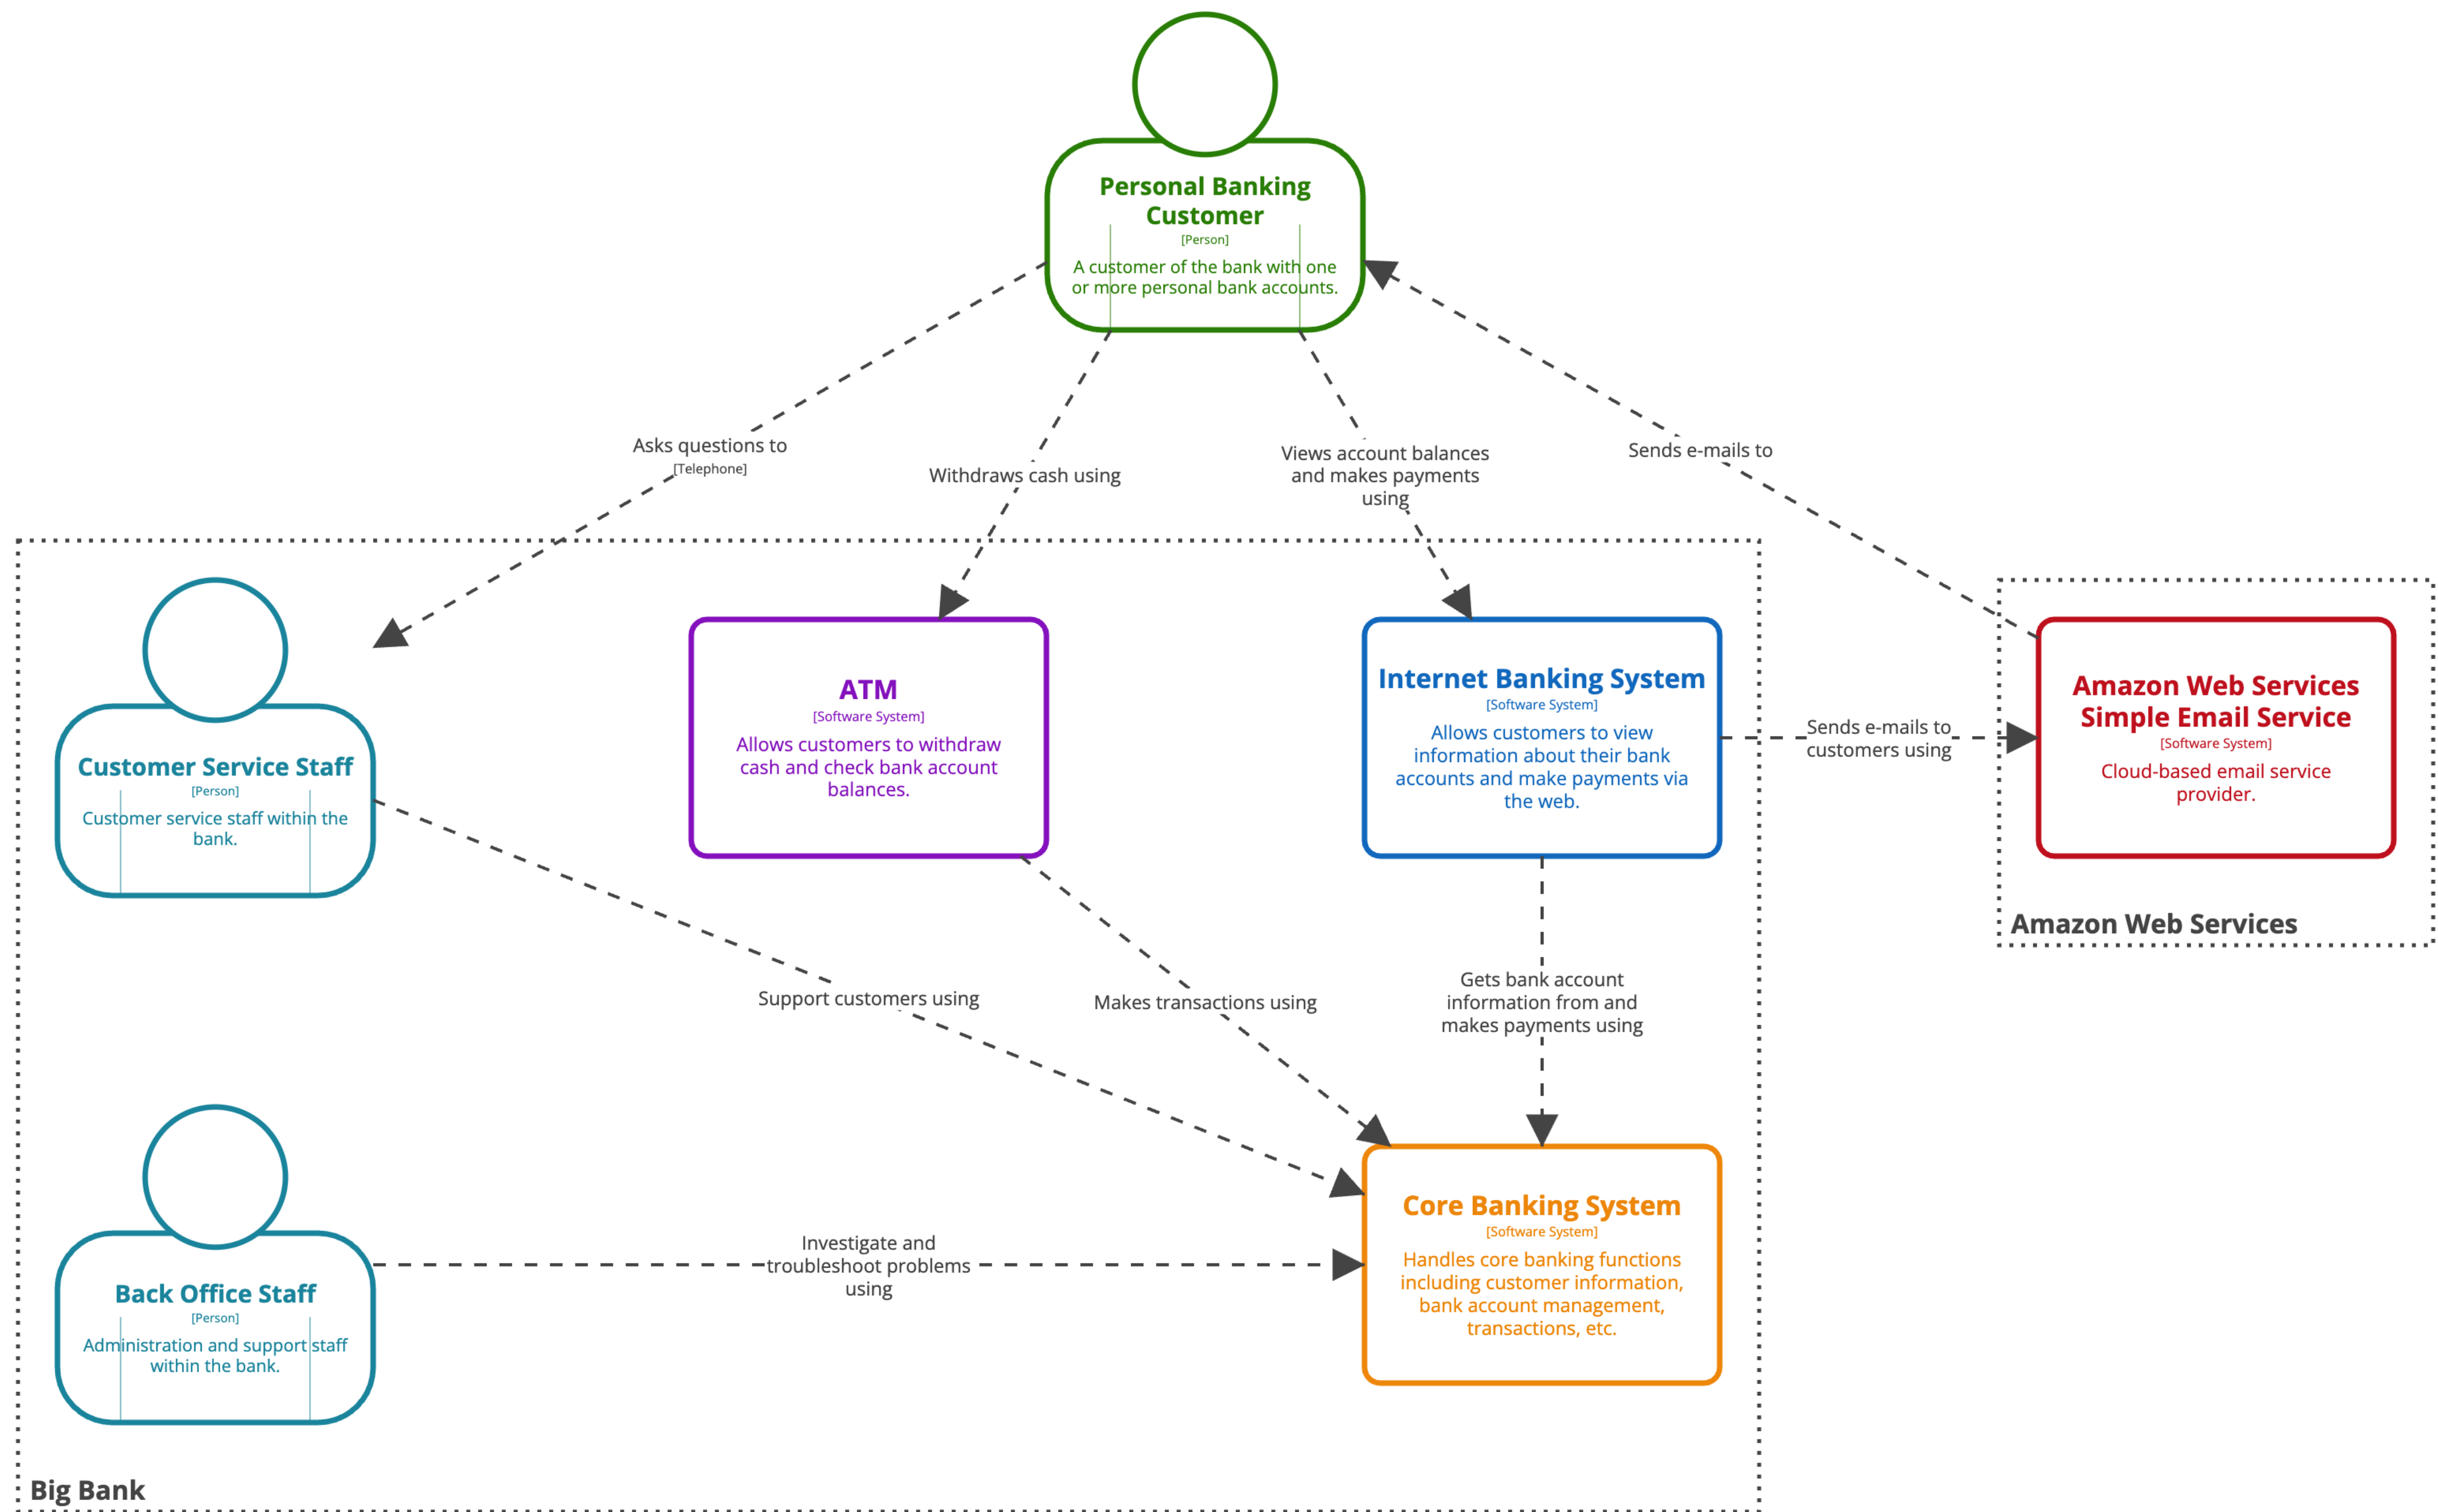 Personal Banking
Customer
[Person]
A customer of the bank with one
or more personal bank accounts.
Asks questions to
[Telephone]
Withdraws cash using
Views account balances
and makes payments
using
Sends e-mails to
Customer Service Staff
[Person]
Customer service staff within the
bank.
ATM
[Software System]
Allows customers to withdraw
cash and check bank account
balances.
Internet Banking System
[Software System]
Allows customers to view
information about their bank
accounts and make payments via
the web.
Sends e-mails to
customers using
Amazon Web Services
Simple Email Service
[Software System]
Cloud-based email service
provider.
Amazon Web Services
Support customers using
Makes transactions using
Gets bank account
information from and
makes payments using
Back Office Staff
[Person]
Administration and support staff
within the bank.
Investigate and
troubleshoot problems
using
Core Banking System
[Software System]
Handles core banking functions
including customer information,
bank account management,
transactions, etc.
Big Bank